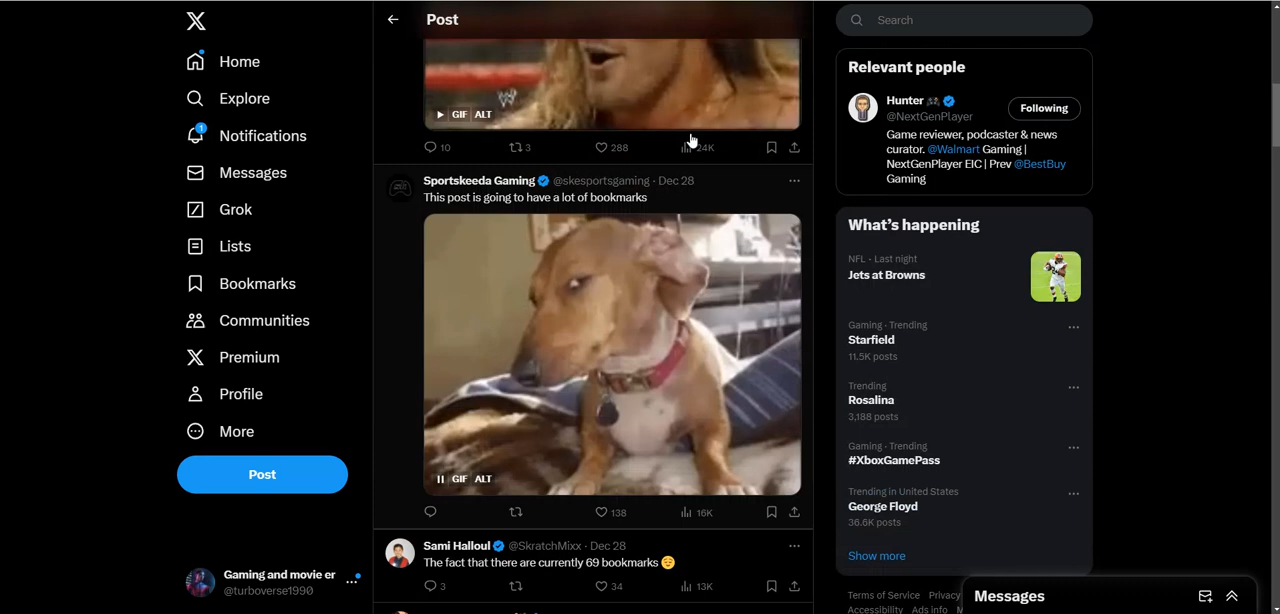 Home
Explore
1
Notifications
Messages
Grok
Lists
Bookmarks
Communities
Premium
Profile
More
Post
Gaming and movie er
@turboverse1990
Post
GIF ALT
10 3 288 24K
Sportskeeda Gaming @skesportsgaming · Dec 28
This post is going to have a lot of bookmarks
GIF ALT
138 16K
Sami Halloul @SkratchMixx · Dec 28
The fact that there are currently 69 bookmarks 😌
3 34 13K
Search
Relevant people
Hunter 🎮
@NextGenPlayer
Following
Game reviewer, podcaster & news
curator. @Walmart Gaming |
NextGenPlayer EIC | Prev @BestBuy
Gaming
What's happening
NFL · Last night
Jets at Browns
Gaming · Trending
Starfield
11.5K posts
Trending
Rosalina
3,188 posts
Gaming · Trending
#XboxGamePass
Trending in United States
George Floyd
36.6K posts
Show more
Terms of Service Privacy
Accessibility Ads info
Messages